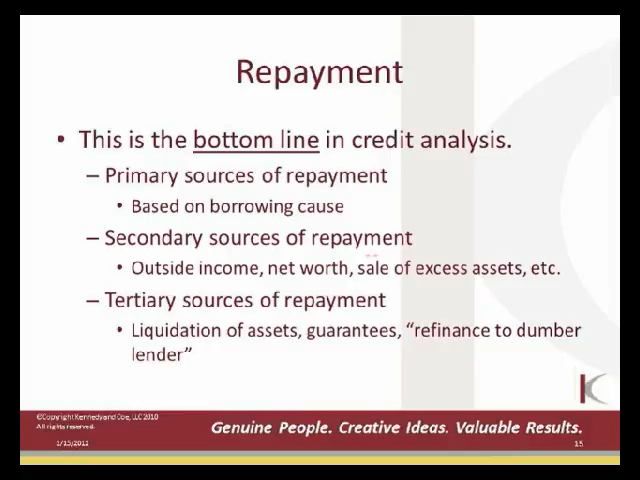 Repayment
• This is the bottom line in credit analysis.
– Primary sources of repayment
• Based on borrowing cause
– Secondary sources of repayment
• Outside income, net worth, sale of excess assets, etc.
– Tertiary sources of repayment
• Liquidation of assets, guarantees, “refinance to dumber
lender”
K
©Copyright Kennedy and Coe, LLC 2010
All rights reserved.
Genuine People. Creative Ideas. Valuable Results.
1/13/2012
15